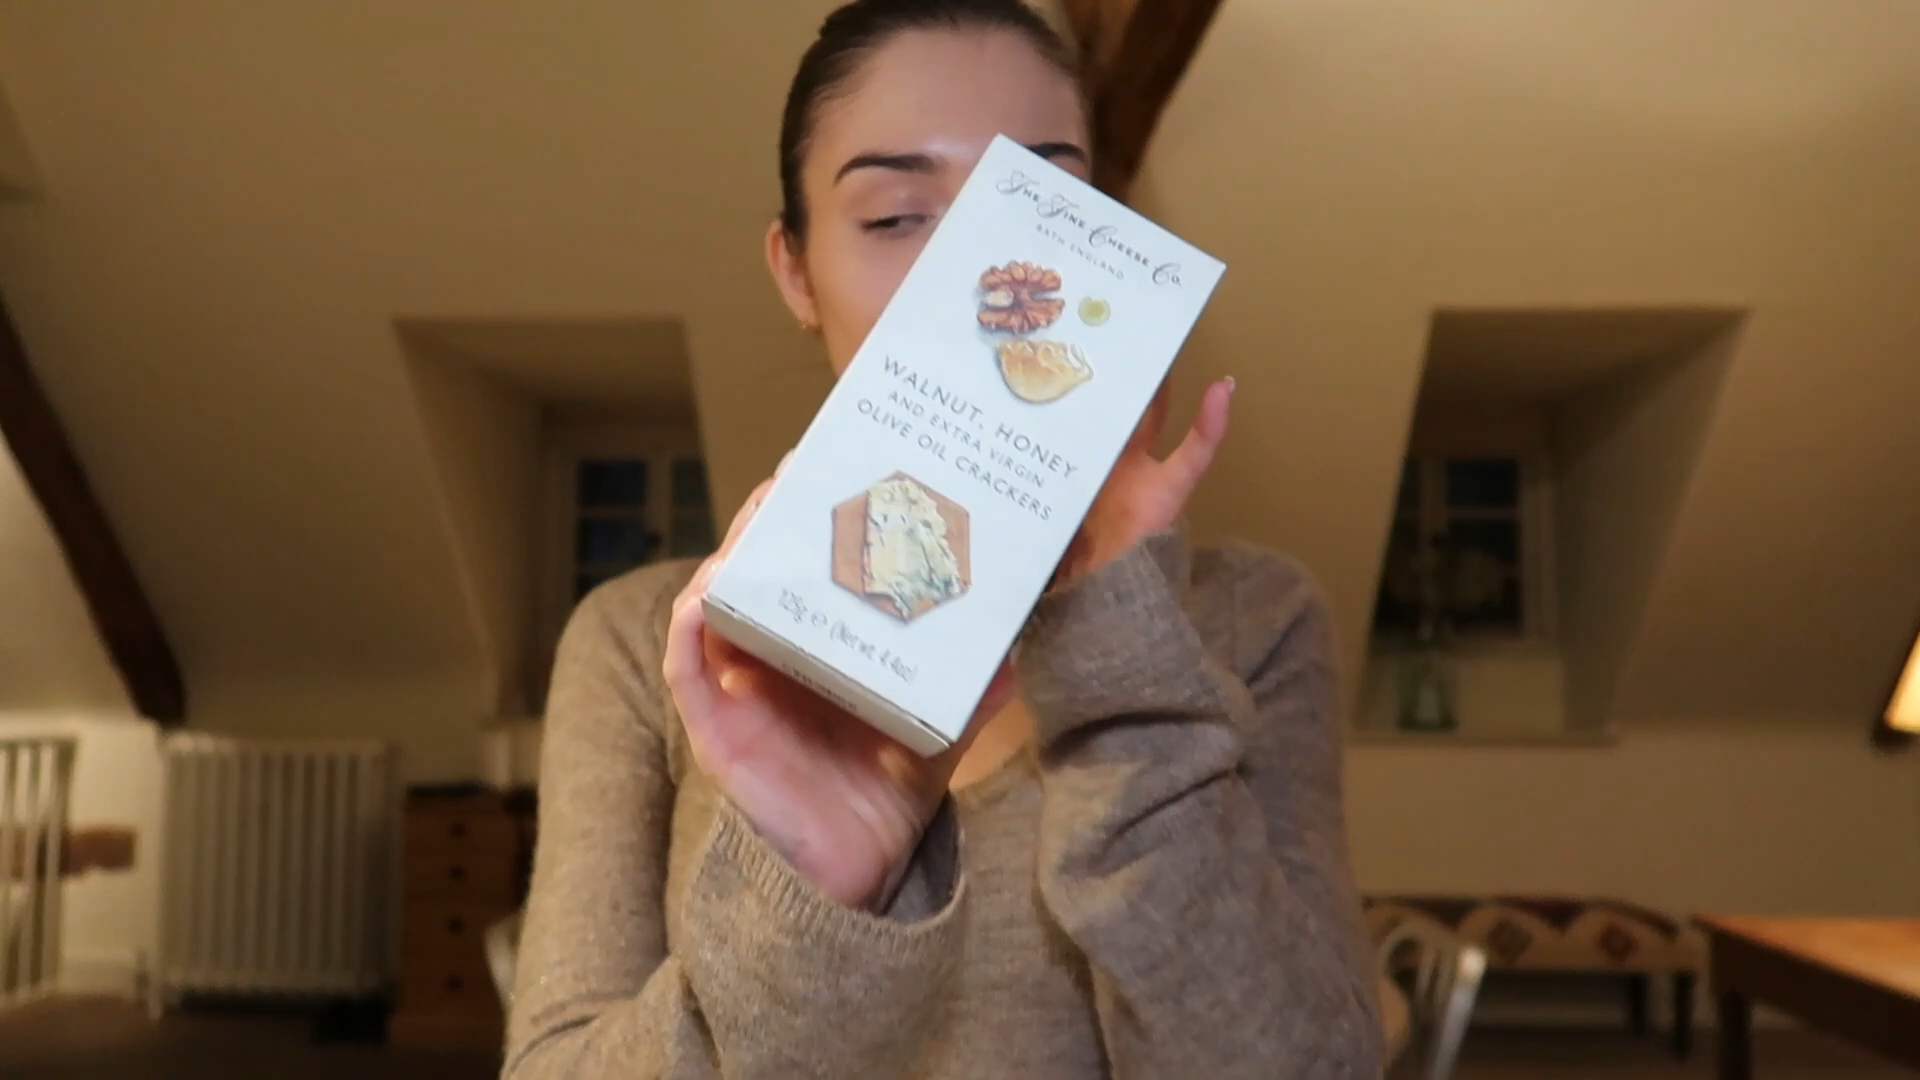 The Fine Cheese Co.
BATH ENGLAND
WALNUT, HONEY
AND EXTRA VIRGIN
OLIVE OIL CRACKERS
125g e (Net wt. 4.4oz)